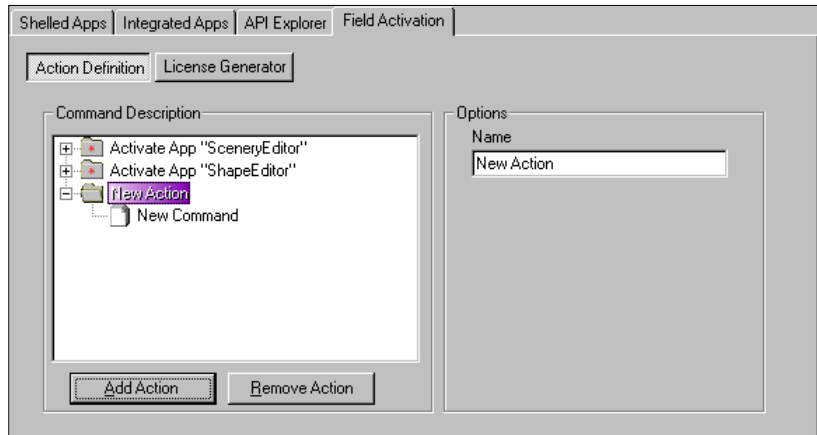 Shelled Apps Integrated Apps API Explorer Field Activation
Action Definition License Generator
Command Description
Activate App "SceneryEditor"
Activate App "ShapeEditor"
New Action
New Command
Add Action Remove Action
Options
Name
New Action